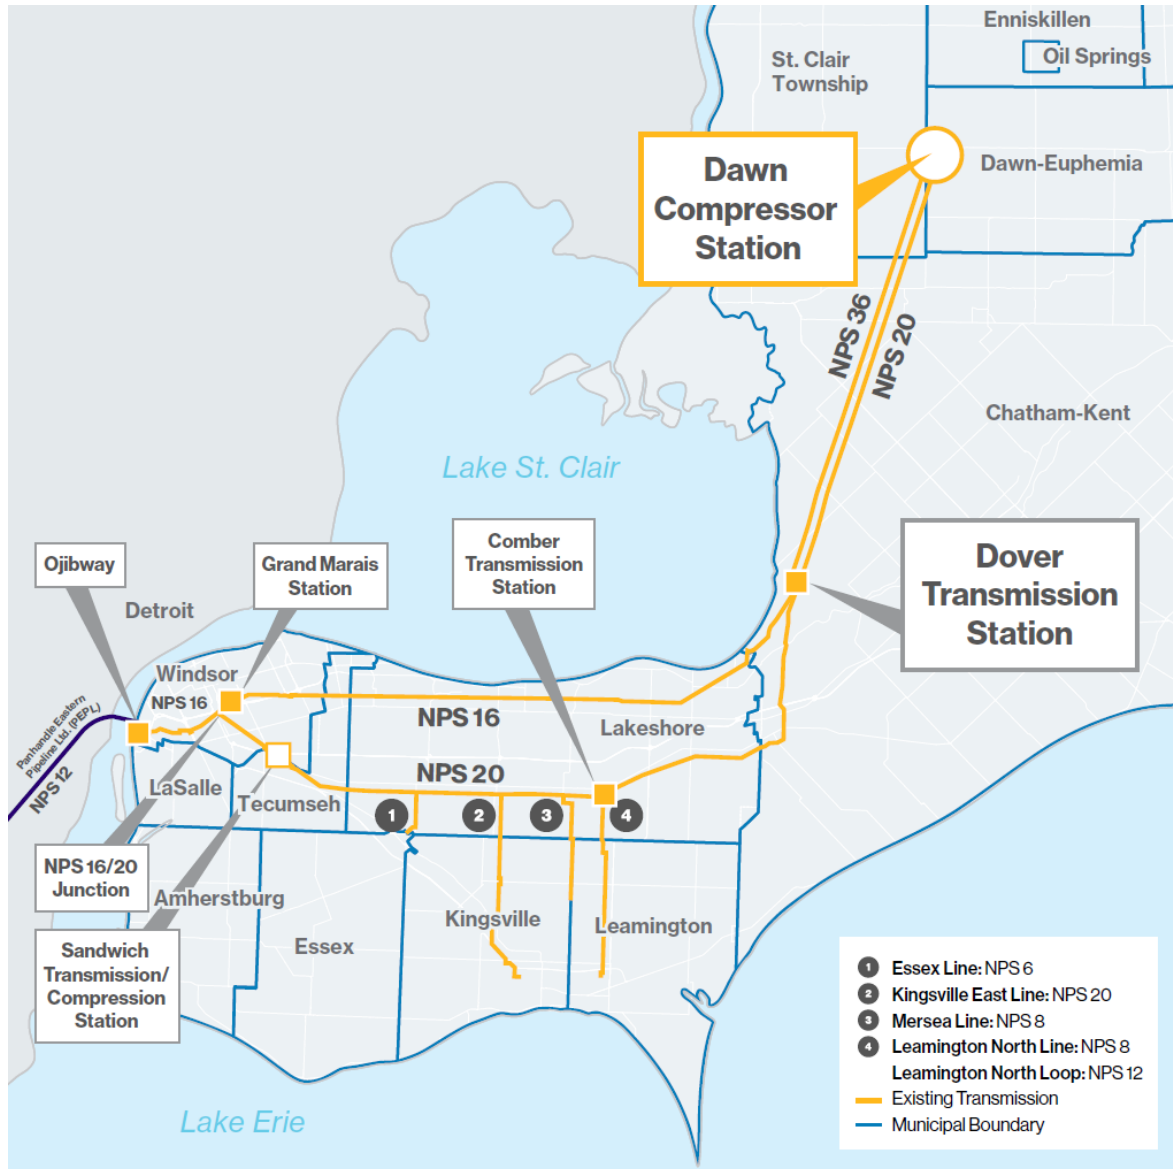 Enniskillen
Oil Springs
St. Clair
Township
Dawn-Euphemia
Dawn
Compressor
Station
NPS 36
NPS 20
Chatham-Kent
Lake St. Clair
Dover
Transmission
Station
Comber
Transmission
Station
Grand Marais
Station
Ojibway
Detroit
Windsor
NPS 16
Panhandle Eastern
Pipeline Ltd. (PEPL)
NPS 12
NPS 16
Lakeshore
NPS 20
LaSalle
Tecumseh
1
2
3
4
NPS 16/20
Junction
Amherstburg
Sandwich
Transmission/
Compression
Station
Essex
Kingsville
Leamington
Lake Erie
1 Essex Line: NPS 6
2 Kingsville East Line: NPS 20
3 Mersea Line: NPS 8
4 Leamington North Line: NPS 8
Leamington North Loop: NPS 12
Existing Transmission
Municipal Boundary